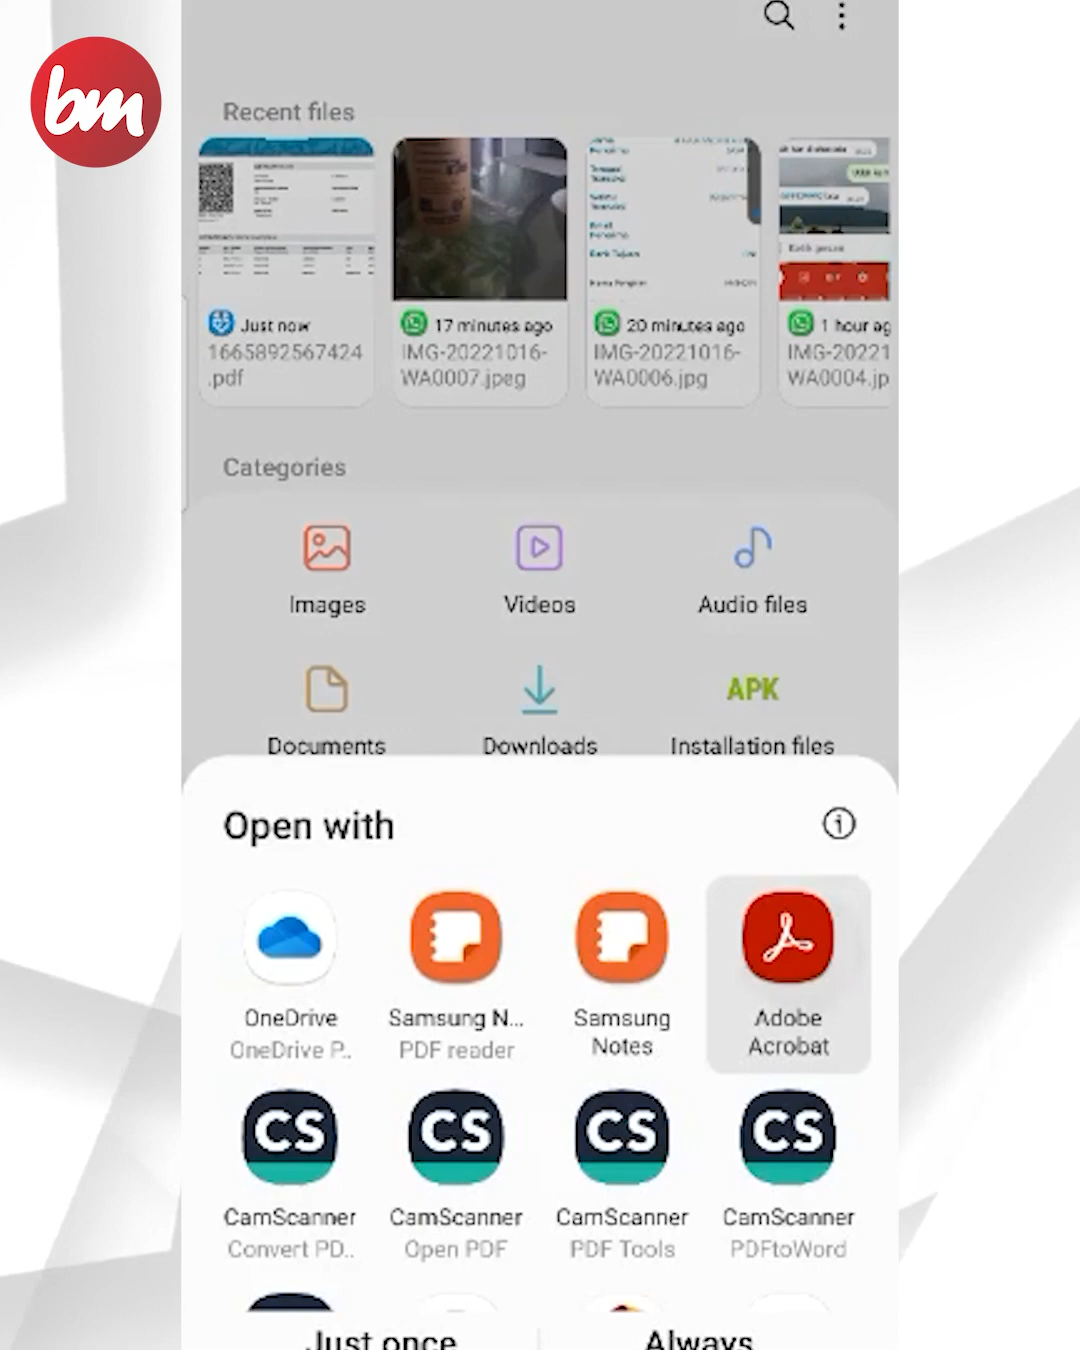 bm
Recent files
Just now
1665892567424
.pdf
17 minutes ago
IMG-20221016-
WA0007.jpeg
20 minutes ago
IMG-20221016-
WA0006.jpg
1 hour ag
IMG-20221
WA0004.jp
Categories
Images
Videos
Audio files
APK
Documents
Downloads
Installation files
Open with
OneDrive
OneDrive P..
Samsung N...
PDF reader
Samsung
Notes
Adobe
Acrobat
CS
CS
CS
CS
CamScanner
Convert PD..
CamScanner
Open PDF
CamScanner
PDF Tools
CamScanner
PDFtoWord
Just once
Always